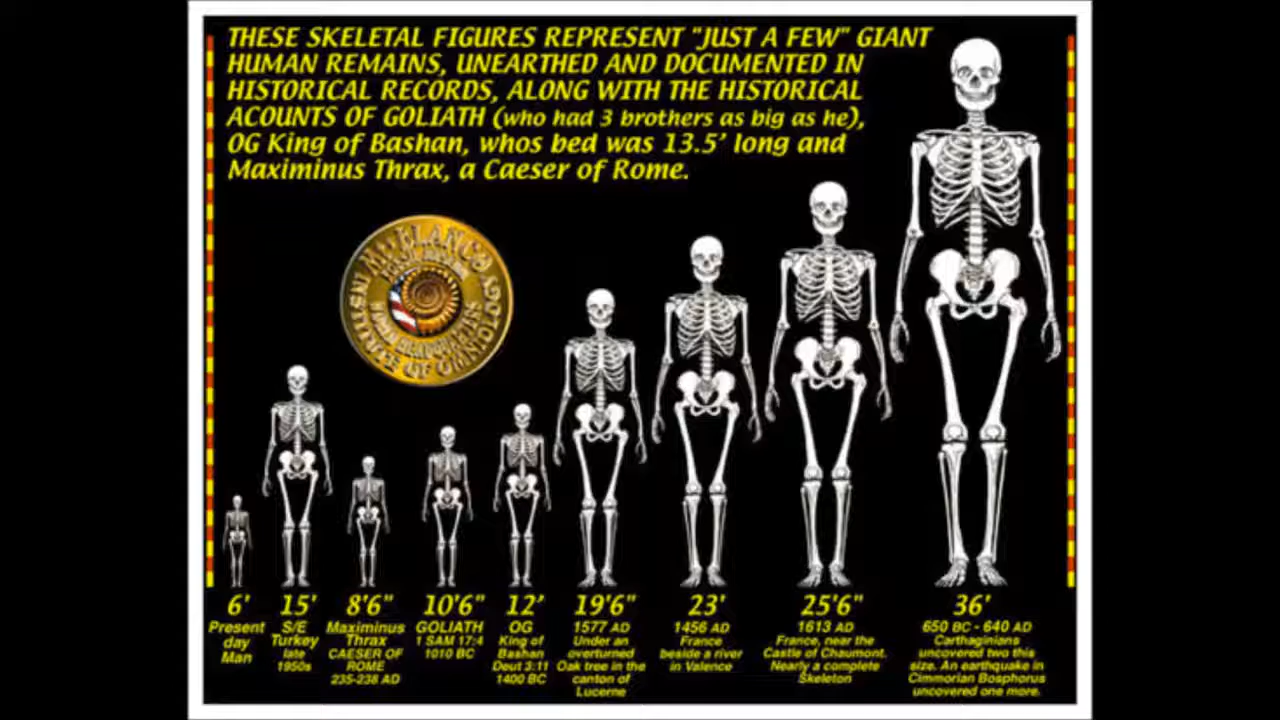 THESE SKELETAL FIGURES REPRESENT "JUST A FEW" GIANT
HUMAN REMAINS, UNEARTHED AND DOCUMENTED IN
HISTORICAL RECORDS, ALONG WITH THE HISTORICAL
ACOUNTS OF GOLIATH (who had 3 brothers as big as he),
OG King of Bashan, whos bed was 13.5' long and
Maximinus Thrax, a Caeser of Rome.
MT. BLANCO
INSTITUTE OF OMNIOLOGY
6'
Present
day
Man
15'
S/E
Turkey
late
1950s
8'6"
Maximinus
Thrax
CAESER OF
ROME
235-238 AD
10'6"
GOLIATH
1 SAM 17:4
1010 BC
12’
OG
King of
Bashan
Deut 3:11
1400 BC
19'6"
1577 AD
Under an
overturned
Oak tree in the
canton of
Lucerne
23'
1456 AD
France
beside a river
in Valence
25'6"
1613 AD
France, near the
Castle of Chaumont.
Nearly a complete
Skeleton
36'
650 BC - 640 AD
Carthaginians
uncovered two this
size. An earthquake in
Cimmorian Bosphorus
uncovered one more.